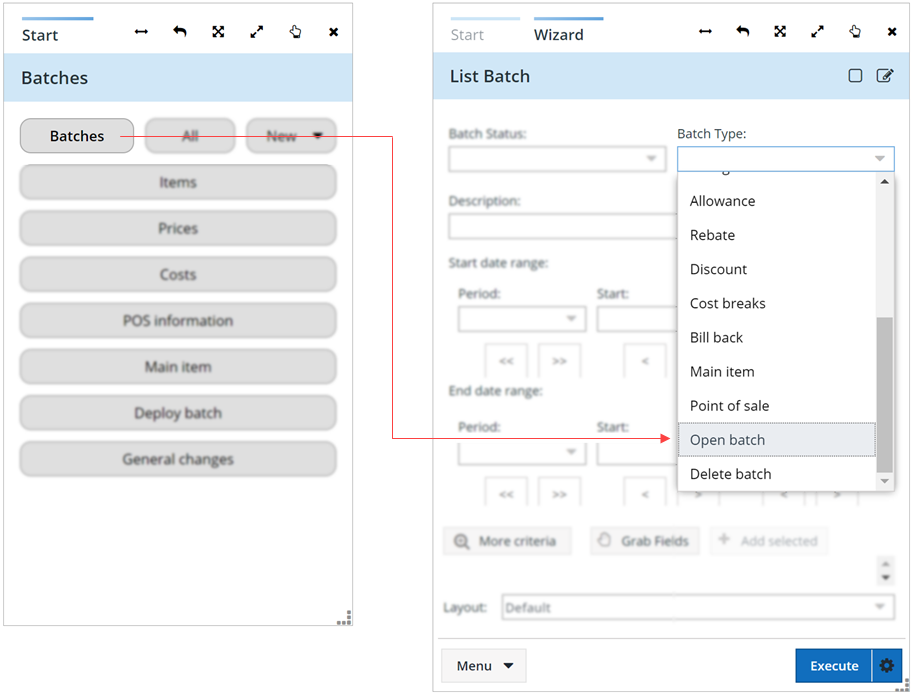 Start
Batches
Batches
All
New
Items
Prices
Costs
POS information
Main item
Deploy batch
General changes
Start
Wizard
List Batch
Batch Status:
Batch Type:
Description:
Start date range:
Period:
Start:
<<
>>
<
End date range:
Period:
Start:
<<
>>
<
>
<
>
Allowance
Rebate
Discount
Cost breaks
Bill back
Main item
Point of sale
Open batch
Delete batch
More criteria
Grab Fields
Add selected
Layout:
Default
Menu
Execute